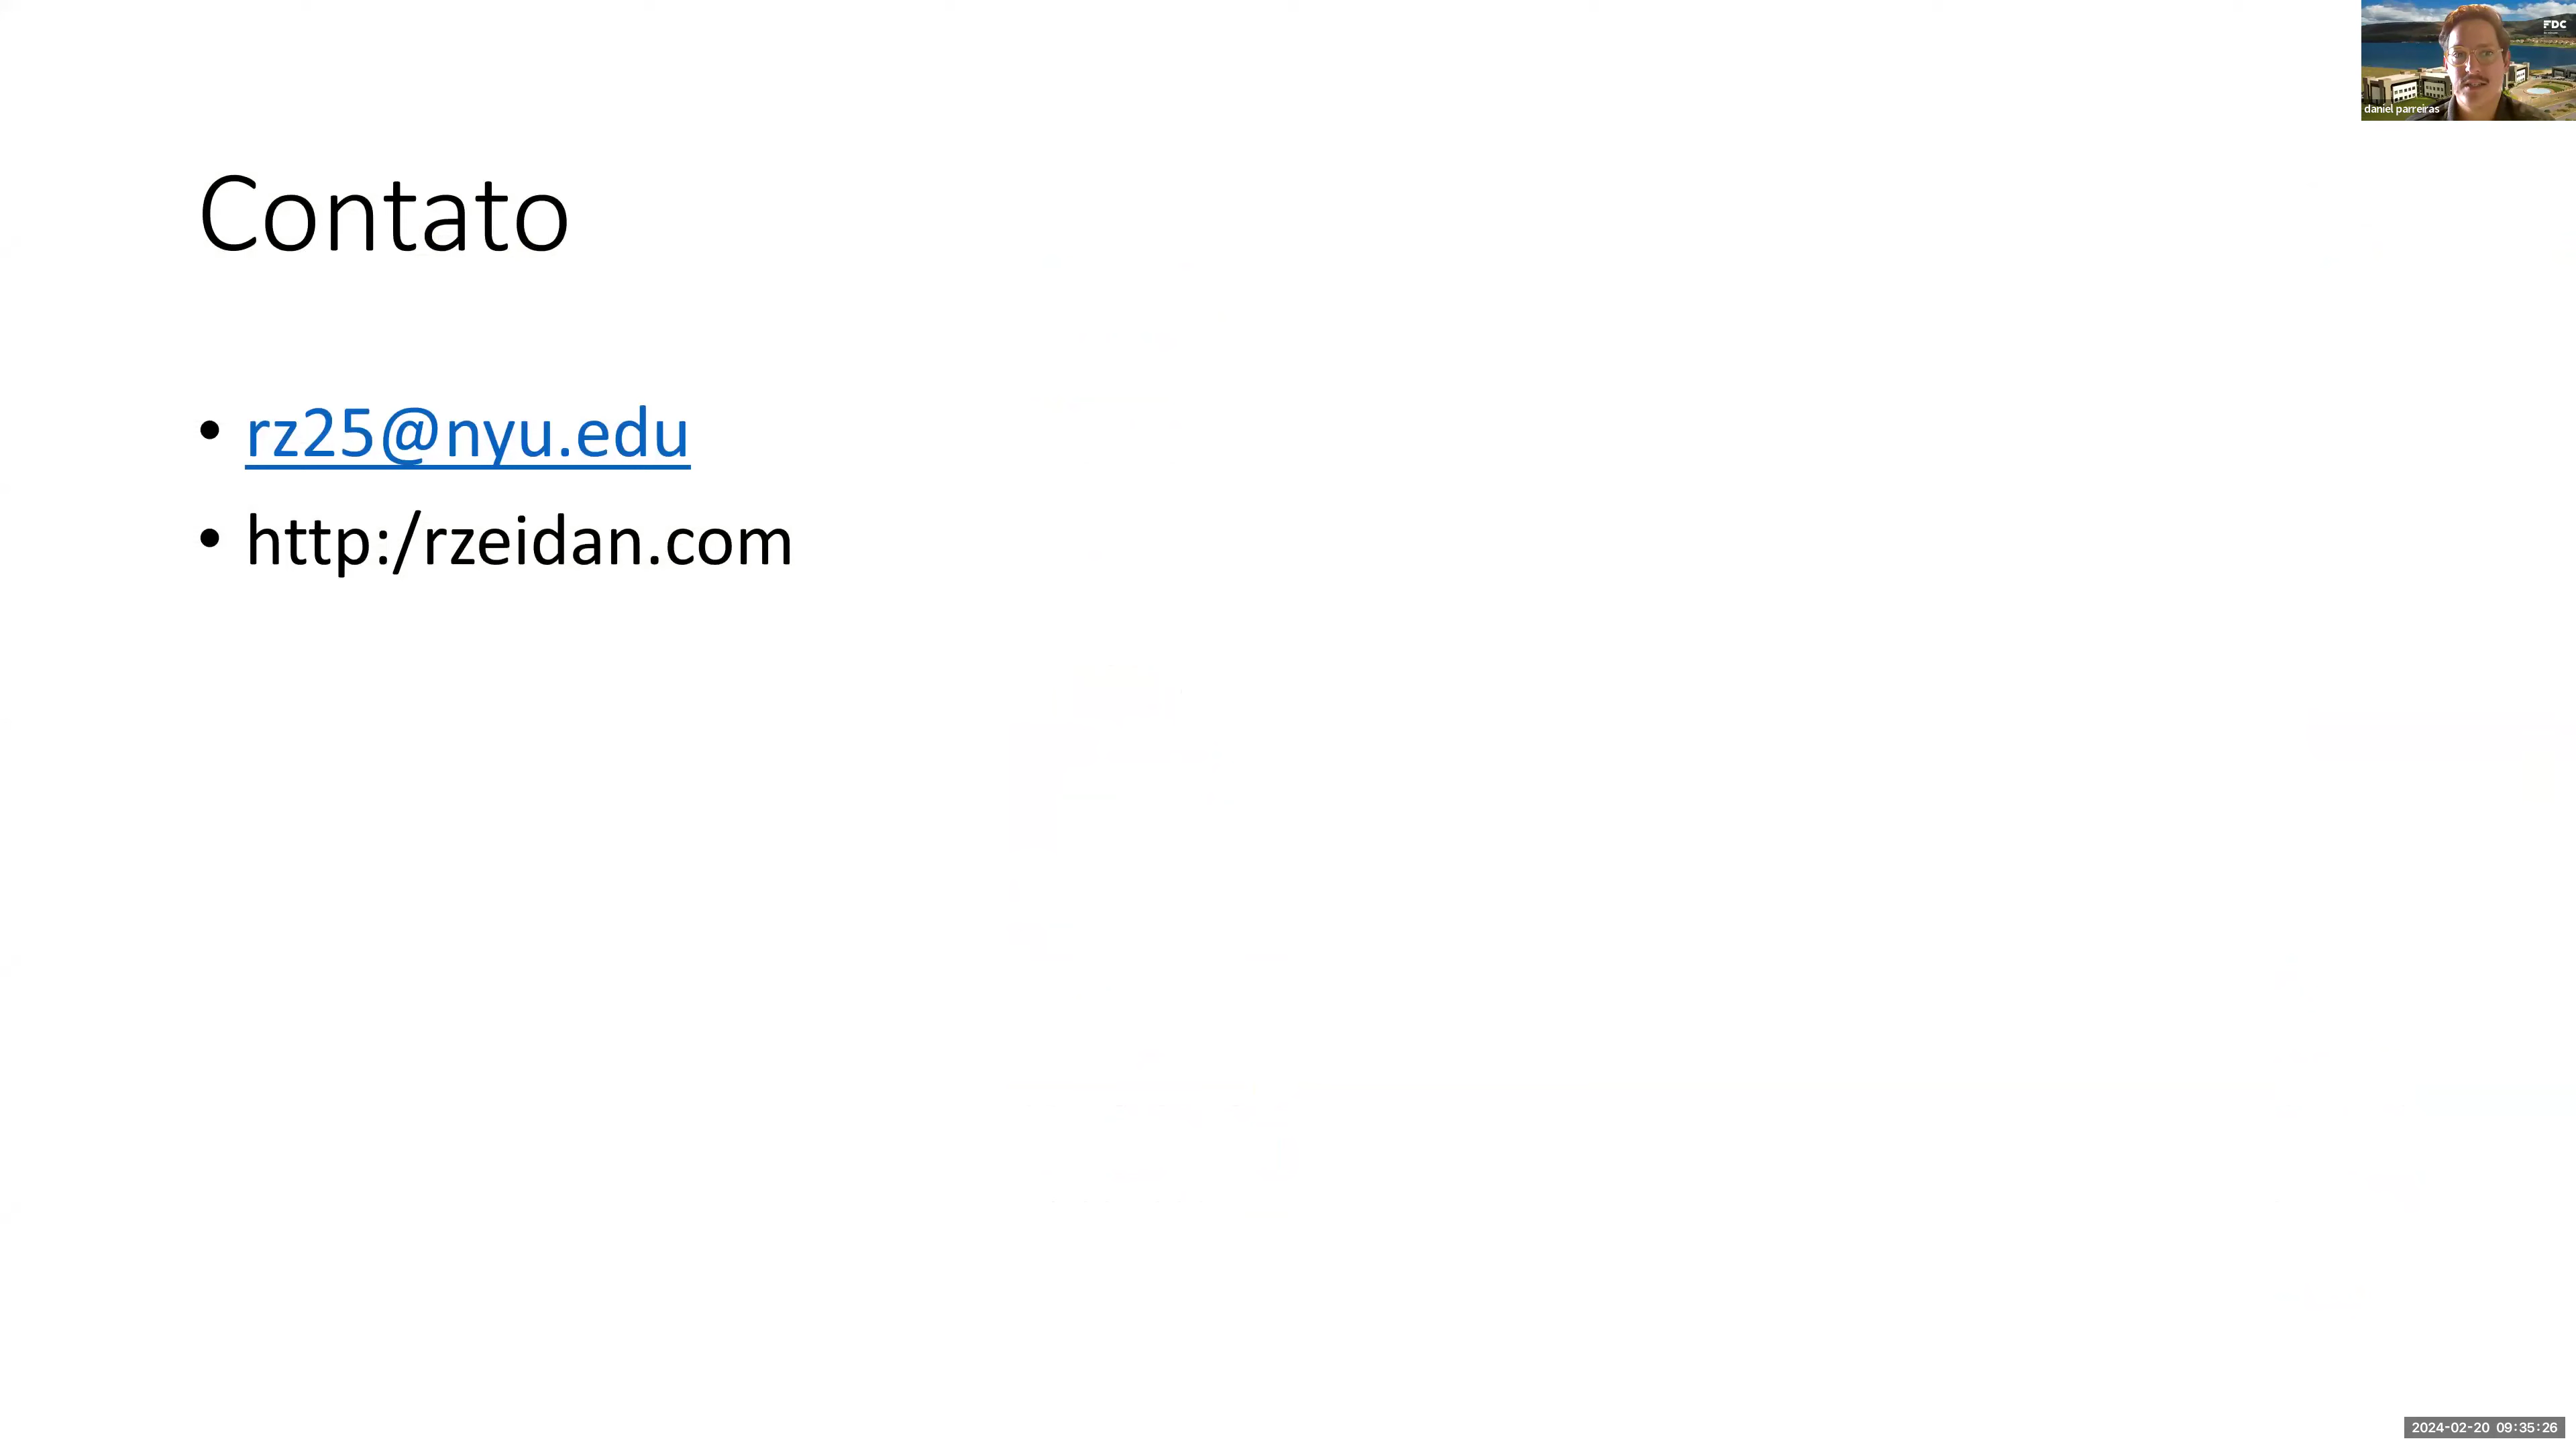 FDC
daniel parreiras
Contato
• rz25@nyu.edu
• http:/rzeidan.com
2024-02-20 09:35:26